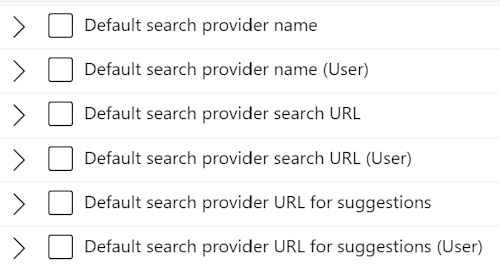 Default search provider name
Default search provider name (User)
Default search provider search URL
Default search provider search URL (User)
Default search provider URL for suggestions
Default search provider URL for suggestions (User)